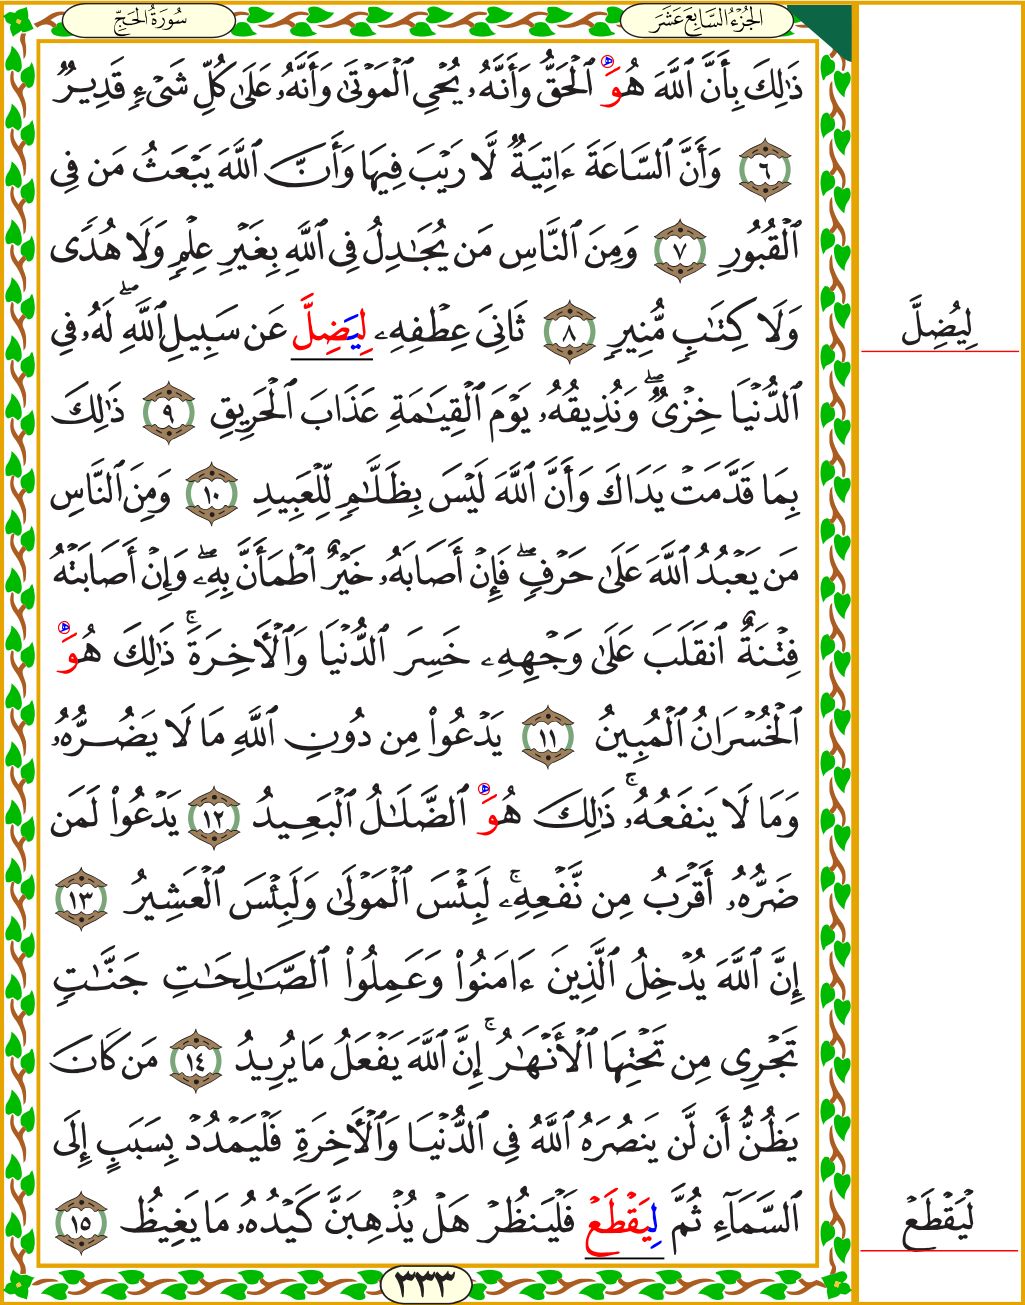 سُورَةُ الحَجِّ
الجُزْءُ السَّابِعَ عَشَرَ
ذَٰلِكَ بِأَنَّ ٱللَّهَ هُوَ ٱلْحَقُّ وَأَنَّهُۥ يُحْيِ ٱلْمَوْتَىٰ وَأَنَّهُۥ عَلَىٰ كُلِّ شَىْءٍ قَدِيرٌ
٦ وَأَنَّ ٱلسَّاعَةَ ءَاتِيَةٌ لَّا رَيْبَ فِيهَا وَأَنَّ ٱللَّهَ يَبْعَثُ مَن فِى
ٱلْقُبُورِ ٧ وَمِنَ ٱلنَّاسِ مَن يُجَٰدِلُ فِى ٱللَّهِ بِغَيْرِ عِلْمٍ وَلَا هُدًى
وَلَا كِتَٰبٍ مُّنِيرٍ ٨ ثَانِىَ عِطْفِهِۦ لِيَضِلَّ عَن سَبِيلِ ٱللَّهِۖ لَهُۥ فِى
لِيُضِلَّ
ٱلدُّنْيَا خِزْىٌۖ وَنُذِيقُهُۥ يَوْمَ ٱلْقِيَٰمَةِ عَذَابَ ٱلْحَرِيقِ ٩ ذَٰلِكَ
بِمَا قَدَّمَتْ يَدَاكَ وَأَنَّ ٱللَّهَ لَيْسَ بِظَلَّٰمٍ لِّلْعَبِيدِ ١٠ وَمِنَ ٱلنَّاسِ
مَن يَعْبُدُ ٱللَّهَ عَلَىٰ حَرْفٍۖ فَإِنْ أَصَابَهُۥ خَيْرٌ ٱطْمَأَنَّ بِهِۦۖ وَإِنْ أَصَابَتْهُ
فِتْنَةٌ ٱنقَلَبَ عَلَىٰ وَجْهِهِۦ خَسِرَ ٱلدُّنْيَا وَٱلْأَخِرَةَۚ ذَٰلِكَ هُوَ
ٱلْخُسْرَانُ ٱلْمُبِينُ ١١ يَدْعُوا۟ مِن دُونِ ٱللَّهِ مَا لَا يَضُرُّهُۥ
وَمَا لَا يَنفَعُهُۥۚ ذَٰلِكَ هُوَ ٱلضَّلَٰلُ ٱلْبَعِيدُ ١٢ يَدْعُوا۟ لَمَن
ضَرُّهُۥ أَقْرَبُ مِن نَّفْعِهِۦۚ لَبِئْسَ ٱلْمَوْلَىٰ وَلَبِئْسَ ٱلْعَشِيرُ ١٣
إِنَّ ٱللَّهَ يُدْخِلُ ٱلَّذِينَ ءَامَنُوا۟ وَعَمِلُوا۟ ٱلصَّٰلِحَٰتِ جَنَّٰتٍ
تَجْرِى مِن تَحْتِهَا ٱلْأَنْهَٰرُۚ إِنَّ ٱللَّهَ يَفْعَلُ مَا يُرِيدُ ١٤ مَن كَانَ
يَظُنُّ أَن لَّن يَنصُرَهُ ٱللَّهُ فِى ٱلدُّنْيَا وَٱلْأَخِرَةِ فَلْيَمْدُدْ بِسَبَبٍ إِلَى
ٱلسَّمَآءِ ثُمَّ لِيَقْطَعْ فَلْيَنظُرْ هَلْ يُذْهِبَنَّ كَيْدُهُۥ مَا يَغِيظُ ١٥
لْيَقْطَعْ
٣٣٣